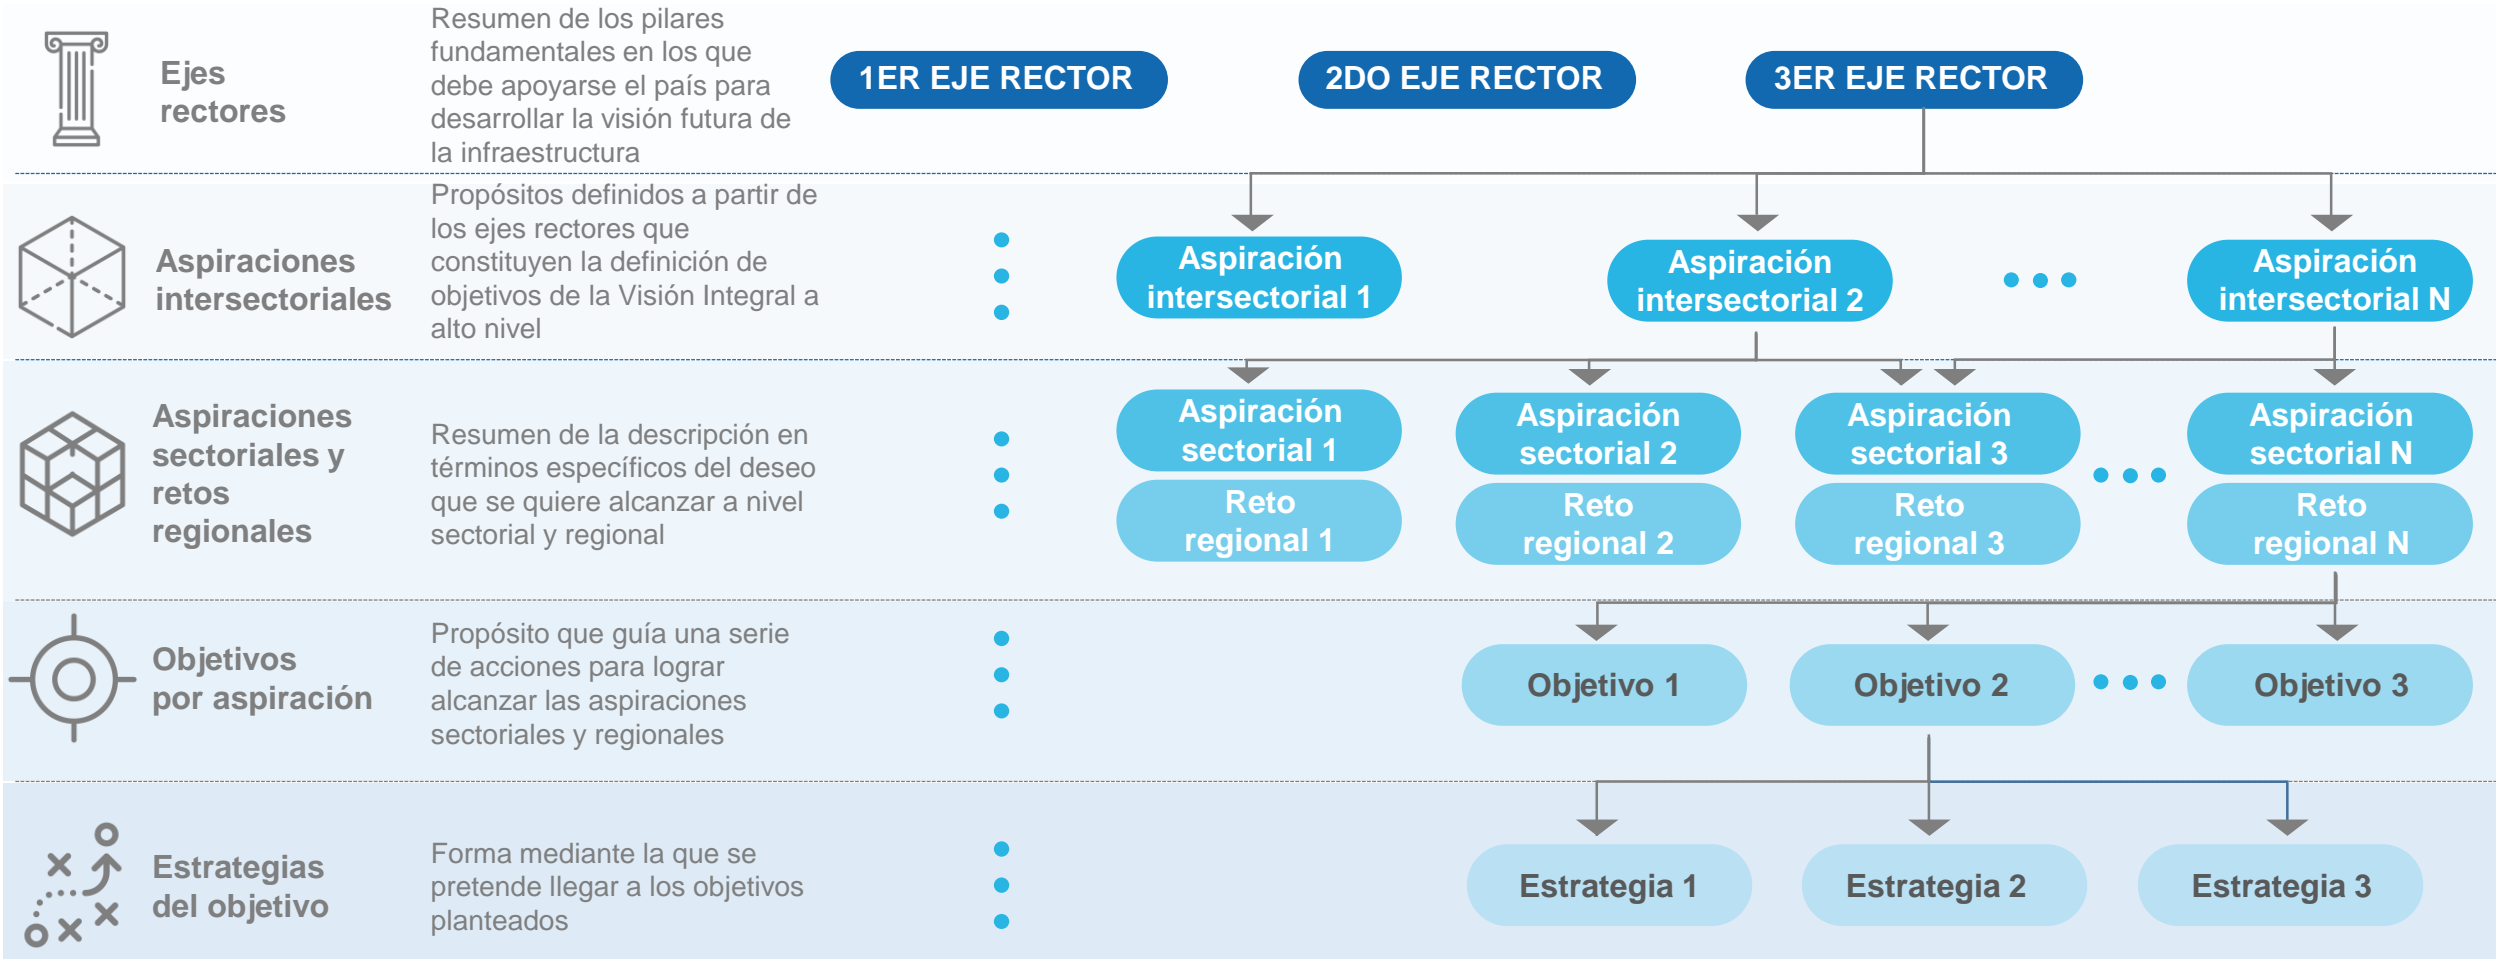 Ejes
rectores
Resumen de los pilares
fundamentales en los que
debe apoyarse el país para
desarrollar la visión futura de
la infraestructura
1ER EJE RECTOR
2DO EJE RECTOR
3ER EJE RECTOR
Aspiraciones
intersectoriales
Propósitos definidos a partir de
los ejes rectores que
constituyen la definición de
objetivos de la Visión Integral a
alto nivel
Aspiración
intersectorial 1
Aspiración
intersectorial 2
Aspiración
intersectorial N
Aspiraciones
sectoriales y
retos
regionales
Resumen de la descripción en
términos específicos del deseo
que se quiere alcanzar a nivel
sectorial y regional
Aspiración
sectorial 1
Aspiración
sectorial 2
Aspiración
sectorial 3
Aspiración
sectorial N
Reto
regional 1
Reto
regional 2
Reto
regional 3
Reto
regional N
Objetivos
por aspiración
Propósito que guía una serie
de acciones para lograr
alcanzar las aspiraciones
sectoriales y regionales
Objetivo 1
Objetivo 2
Objetivo 3
Estrategias
del objetivo
Forma mediante la que se
pretende llegar a los objetivos
planteados
Estrategia 1
Estrategia 2
Estrategia 3